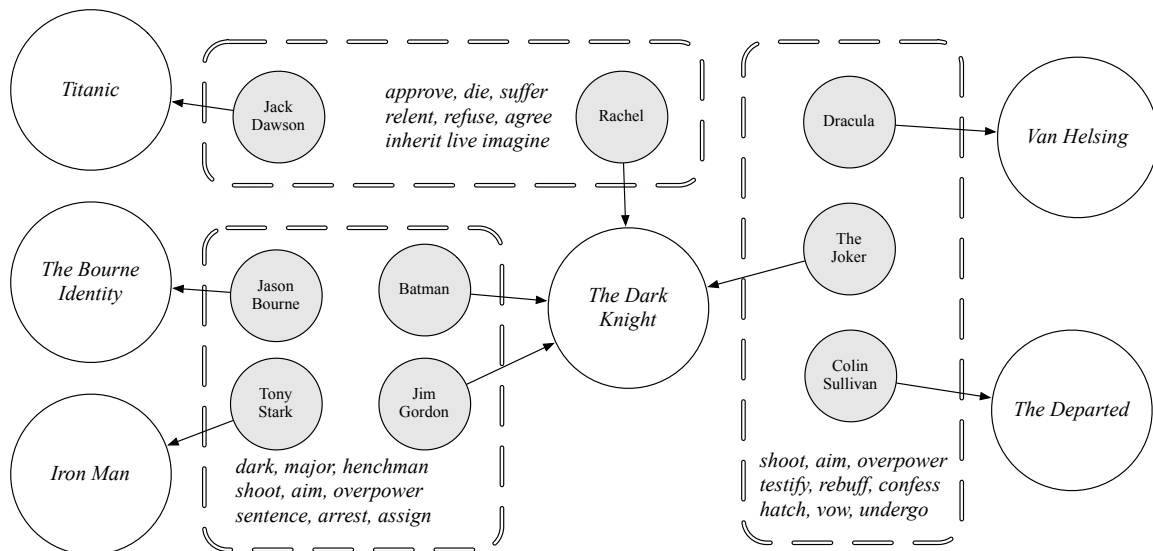 Titanic
Jack
Dawson
approve, die, suffer
relent, refuse, agree
inherit live imagine
Rachel
Dracula
Van Helsing
The Bourne
Identity
Jason
Bourne
Batman
The Dark
Knight
The
Joker
Tony
Stark
Jim
Gordon
Colin
Sullivan
The Departed
Iron Man
dark, major, henchman
shoot, aim, overpower
sentence, arrest, assign
shoot, aim, overpower
testify, rebuff, confess
hatch, vow, undergo